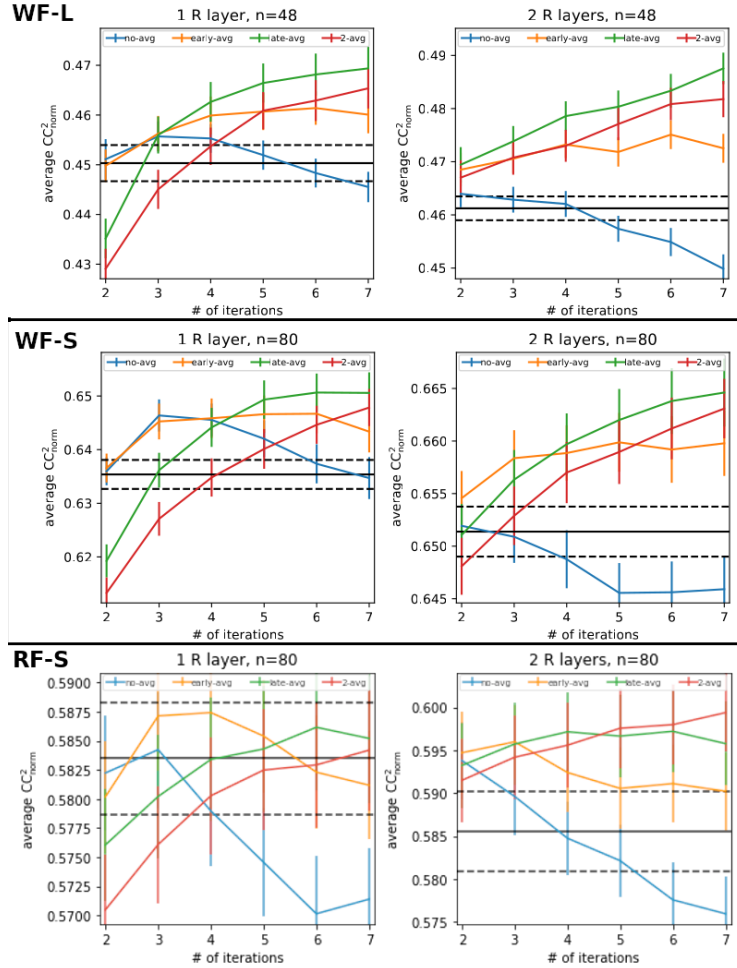 WF-L
1 R layer, n=48
2 R layers, n=48
no-avg early-avg late-avg 2-avg
no-avg early-avg late-avg 2-avg
average CC²norm
0.47
0.46
0.45
0.44
0.43
2 3 4 5 6 7
# of iterations
average CC²norm
0.49
0.48
0.47
0.46
0.45
2 3 4 5 6 7
# of iterations
WF-S
1 R layer, n=80
2 R layers, n=80
no-avg early-avg late-avg 2-avg
no-avg early-avg late-avg 2-avg
average CC²norm
0.65
0.64
0.63
0.62
2 3 4 5 6 7
# of iterations
average CC²norm
0.665
0.660
0.655
0.650
0.645
2 3 4 5 6 7
# of iterations
RF-S
1 R layer, n=80
2 R layers, n=80
no-avg early-avg late-avg 2-avg
no-avg early-avg late-avg 2-avg
average CC²norm
0.5900
0.5875
0.5850
0.5825
0.5800
0.5775
0.5750
0.5725
0.5700
2 3 4 5 6 7
# of iterations
average CC²norm
0.600
0.595
0.590
0.585
0.580
0.575
2 3 4 5 6 7
# of iterations